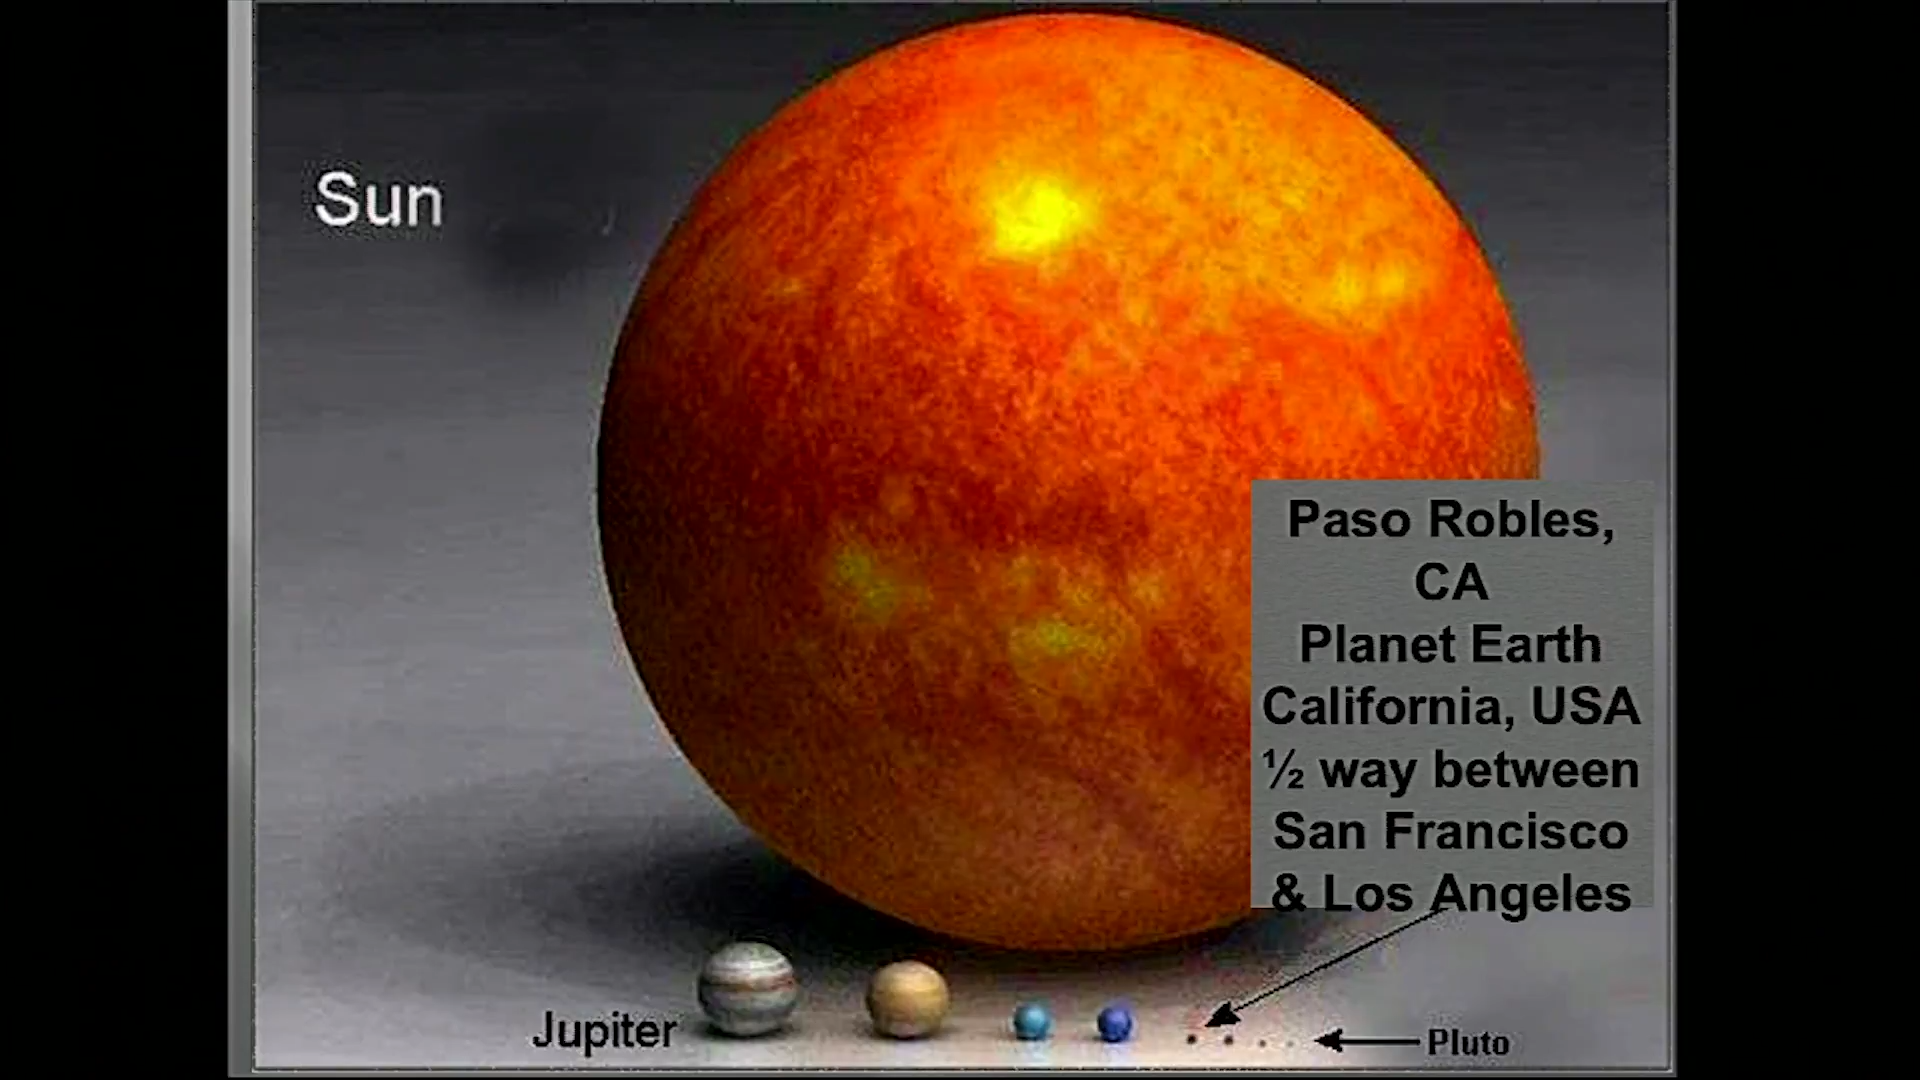 Sun
Paso Robles,
CA
Planet Earth
California, USA
½ way between
San Francisco
& Los Angeles
Jupiter
Pluto